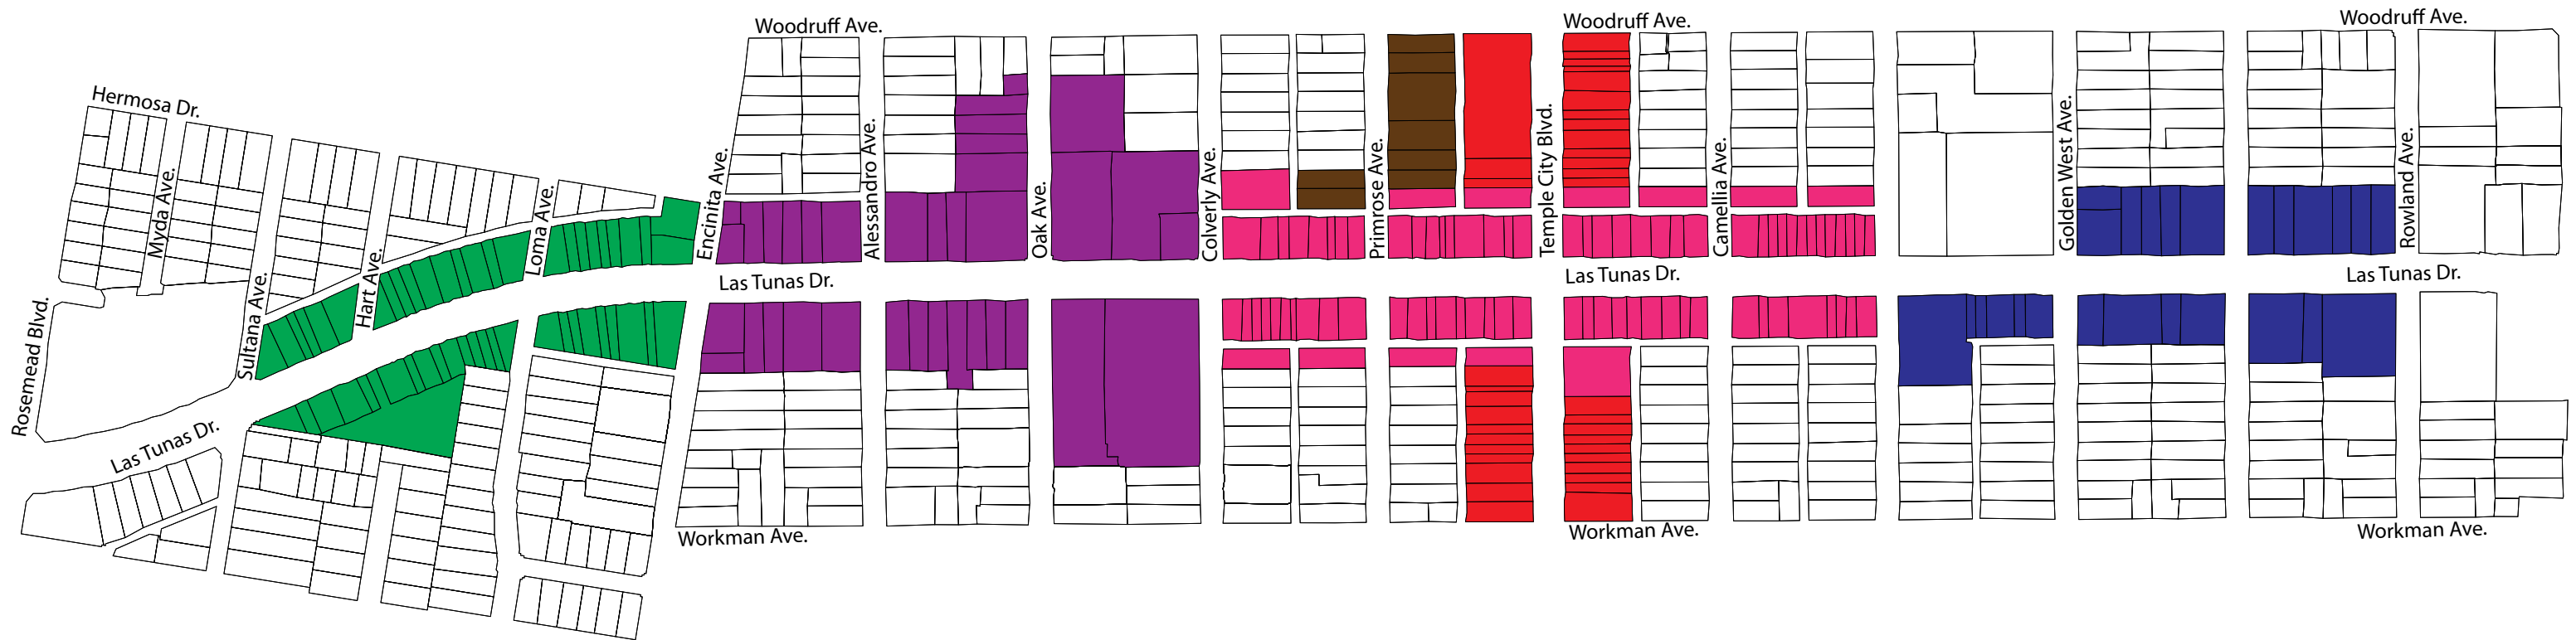 Woodruff Ave.
Woodruff Ave.
Woodruff Ave.
Hermosa Dr.
Myda Ave.
Loma Ave.
Encinita Ave.
Alessandro Ave.
Oak Ave.
Colverly Ave.
Primrose Ave.
Temple City Blvd.
Camellia Ave.
Golden West Ave.
Rowland Ave.
Rosemead Blvd.
Sultana Ave.
Hart Ave.
Las Tunas Dr.
Las Tunas Dr.
Las Tunas Dr.
Las Tunas Dr.
Workman Ave.
Workman Ave.
Workman Ave.